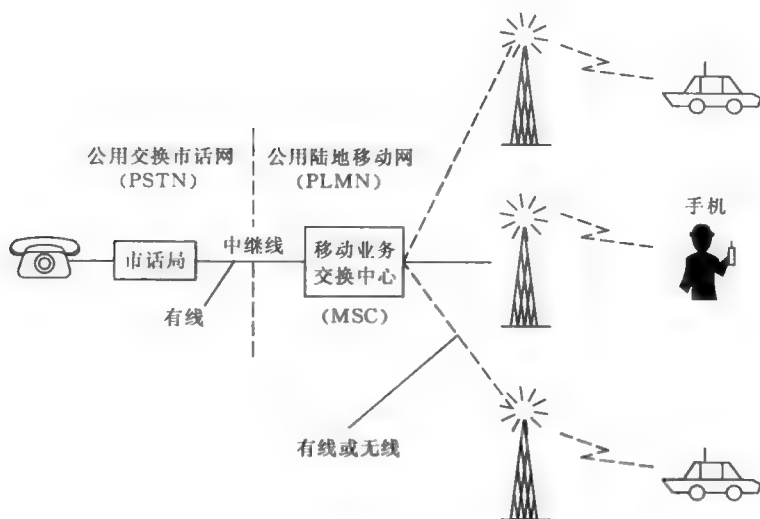 公用交换市话网
(PSTN)
公用陆地移动网
(PLMN)
手机
市话局
中继线
移动业务
交换中心
(MSC)
有线
有线或无线